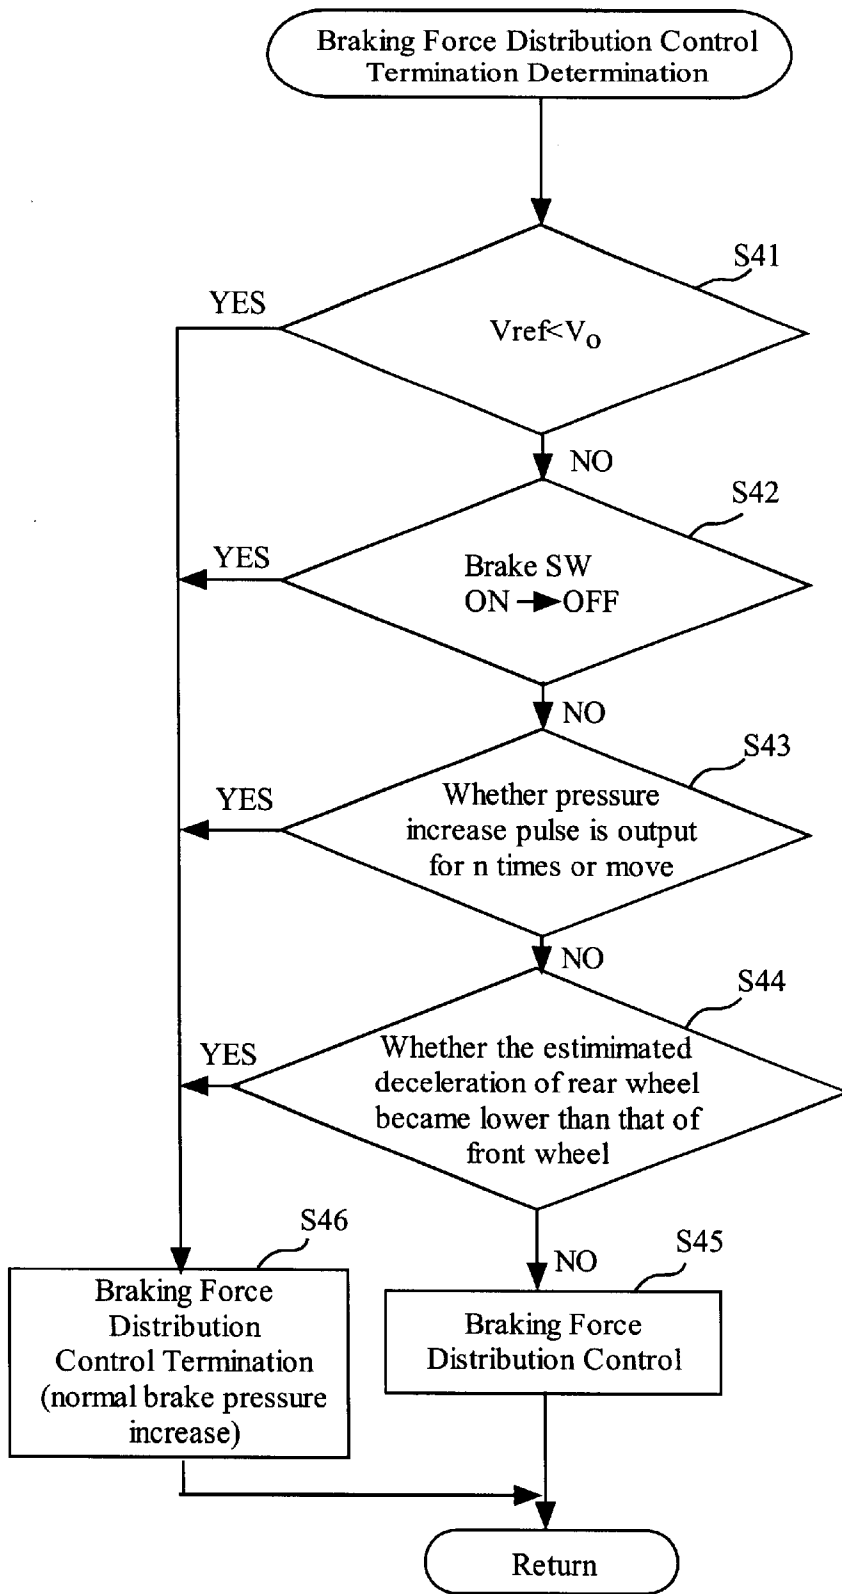 Braking Force Distribution Control
Termination Determination
S41
YES
Vref<Vo
NO
S42
YES
Brake SW
ON → OFF
NO
S43
YES
Whether pressure
increase pulse is output
for n times or move
NO
S44
YES
Whether the estimimated
deceleration of rear wheel
became lower than that of
front wheel
S46
NO
S45
Braking Force
Distribution
Control Termination
(normal brake pressure
increase)
Braking Force
Distribution Control
Return